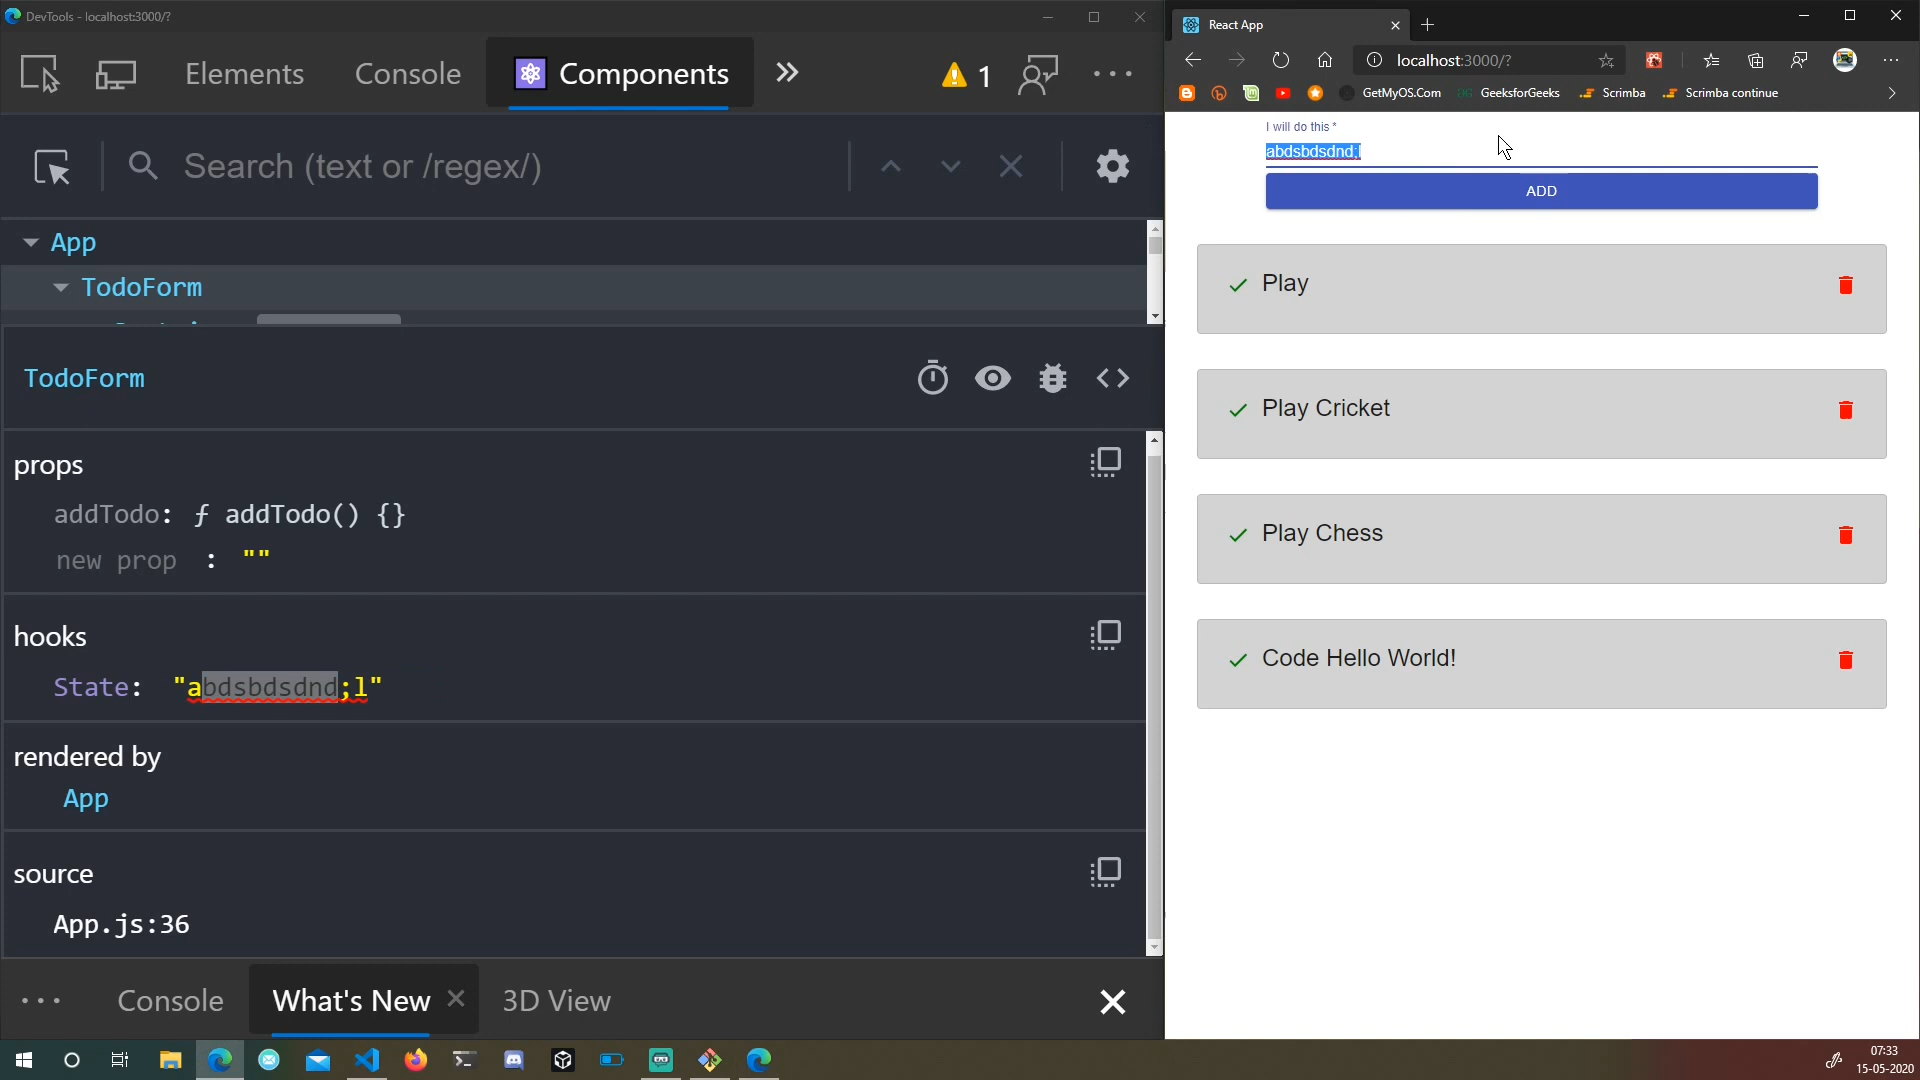 DevTools - localhost:3000/?
Elements
Console
Components
1
Search (text or /regex/)
App
TodoForm
TodoForm
props
addTodo: ƒ addTodo() {}
new prop : ""
hooks
State: "abdsbdsdnd;l"
rendered by
App
source
App.js:36
Console
What's New
3D View
React App
localhost:3000/?
GetMyOS.Com
GeeksforGeeks
Scrimba
Scrimba continue
I will do this *
abdsbdsdnd;l
ADD
Play
Play Cricket
Play Chess
Code Hello World!
07:33
15-05-2020